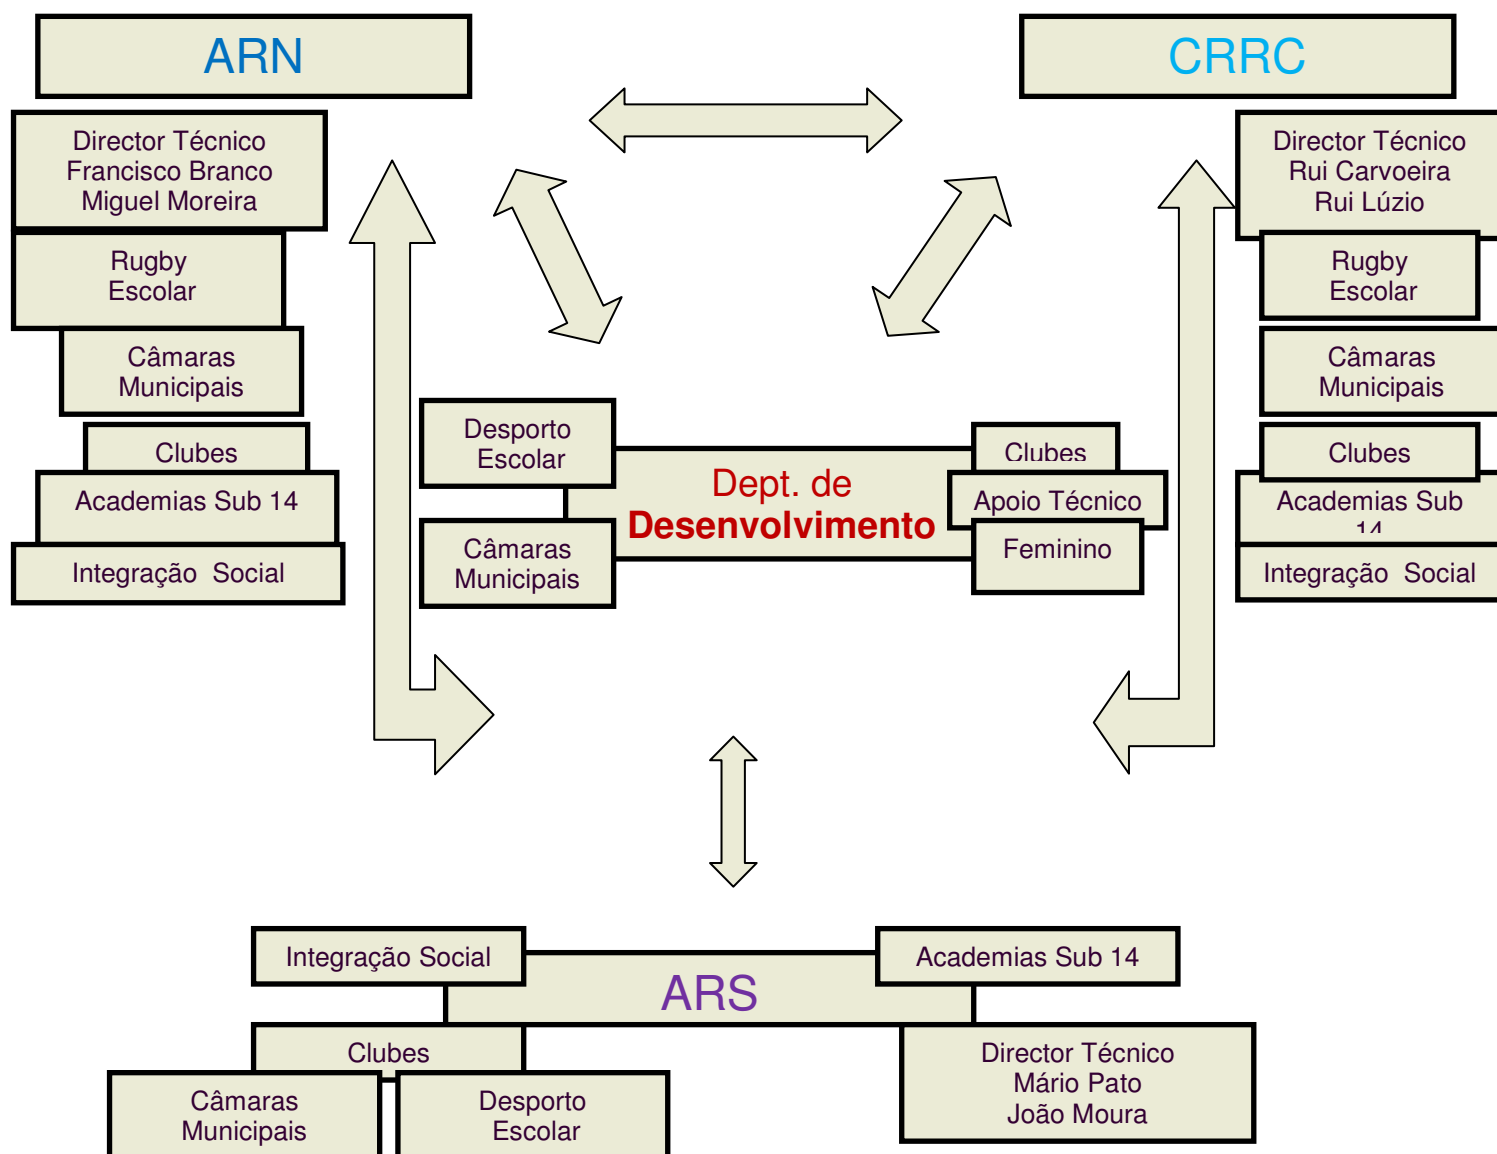 ARN
Director Técnico
Francisco Branco
Miguel Moreira
Rugby
Escolar
Câmaras
Municipais
Clubes
Academias Sub 14
Integração Social
CRRC
Director Técnico
Rui Carvoeira
Rui Lúzio
Rugby
Escolar
Câmaras
Municipais
Clubes
Academias Sub
14
Integração Social
Desporto
Escolar
Câmaras
Municipais
Dept. de
Desenvolvimento
Clubes
Apoio Técnico
Feminino
Integração Social
ARS
Academias Sub 14
Clubes
Câmaras
Municipais
Desporto
Escolar
Director Técnico
Mário Pato
João Moura